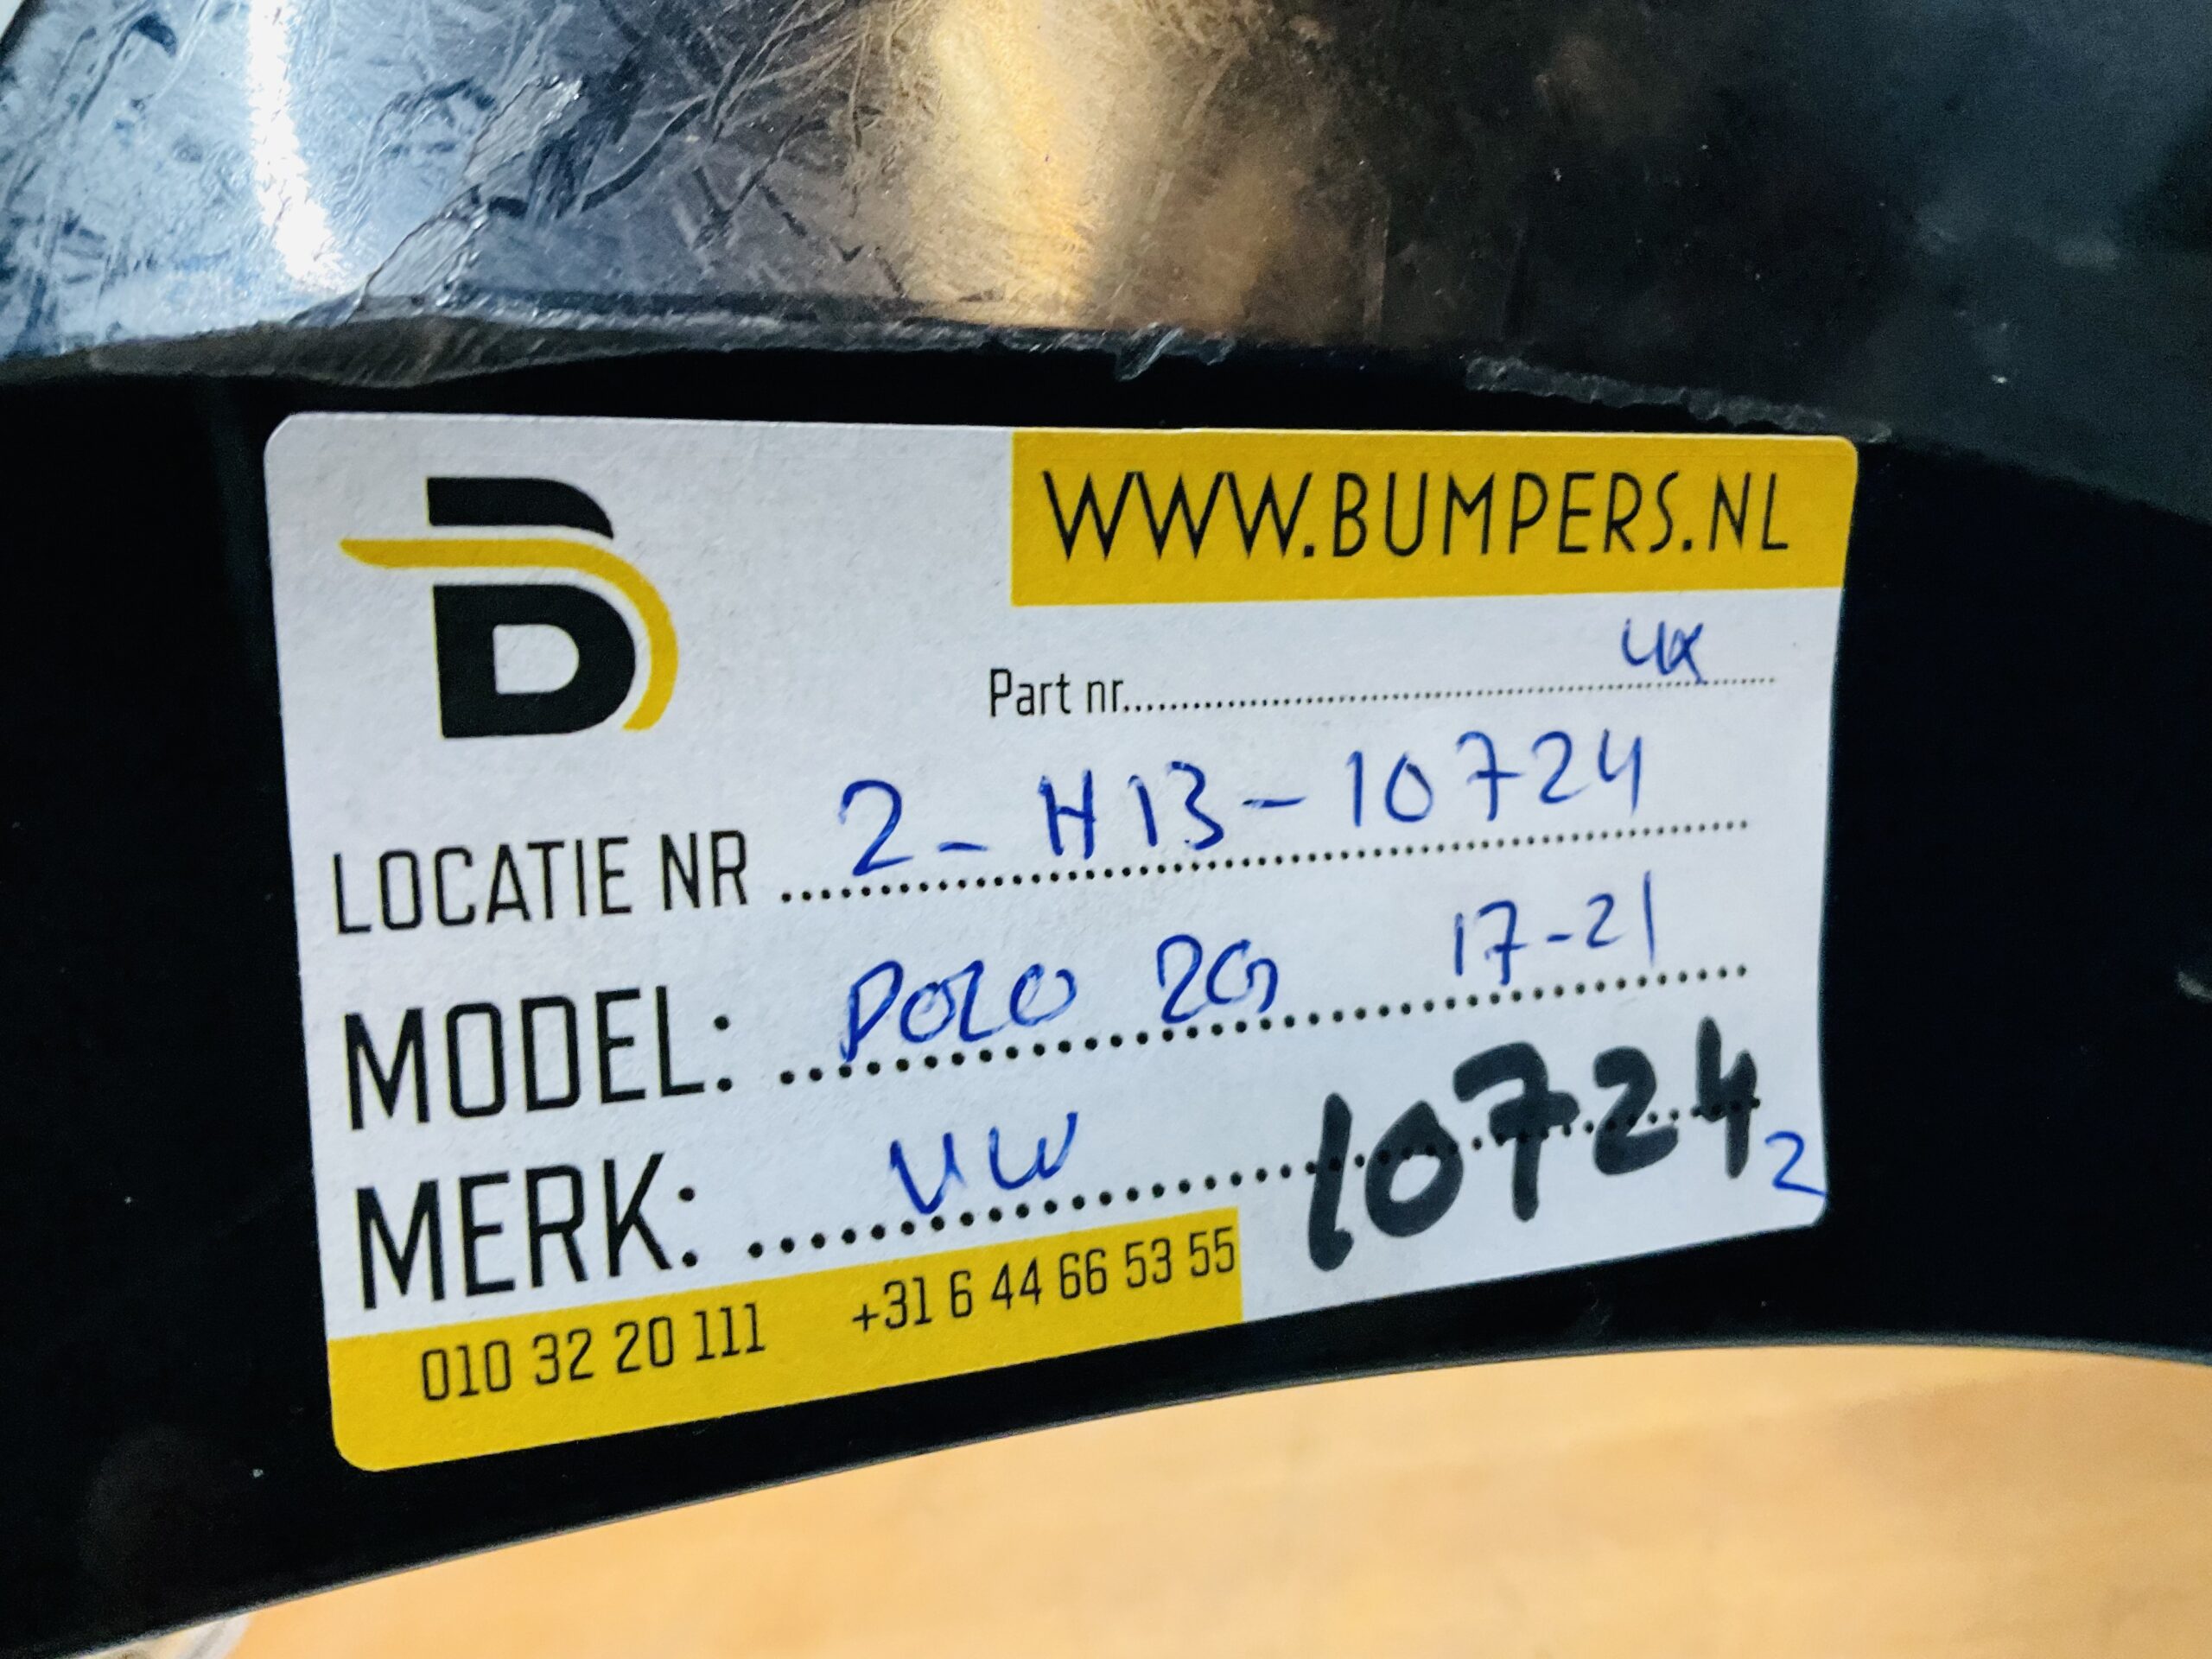 WWW.BUMPERS.NL
Part nr. 4x
LOCATIE NR 2-H13-10724
MODEL: POLO 2G 17-21
MERK: VW 10724 2
010 32 20 111 +31 6 44 66 53 55